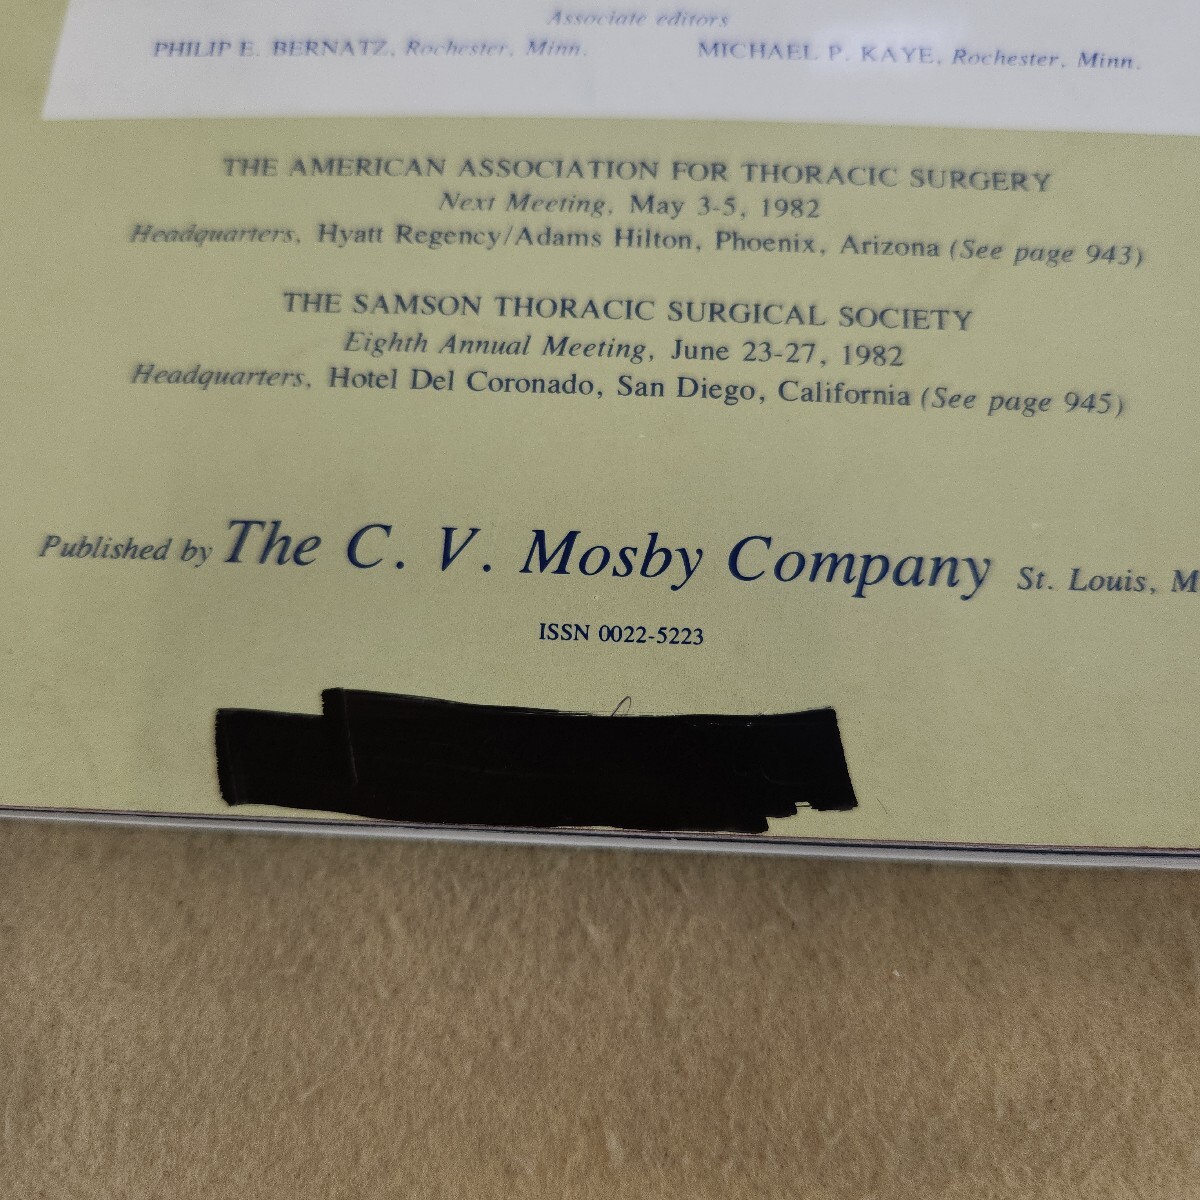 Associate editors
PHILIP E. BERNATZ, Rochester, Minn. MICHAEL P. KAYE, Rochester, Minn.
THE AMERICAN ASSOCIATION FOR THORACIC SURGERY
Next Meeting, May 3-5, 1982
Headquarters, Hyatt Regency/Adams Hilton, Phoenix, Arizona (See page 943)
THE SAMSON THORACIC SURGICAL SOCIETY
Eighth Annual Meeting, June 23-27, 1982
Headquarters, Hotel Del Coronado, San Diego, California (See page 945)
Published by The C. V. Mosby Company St. Louis, M
ISSN 0022-5223